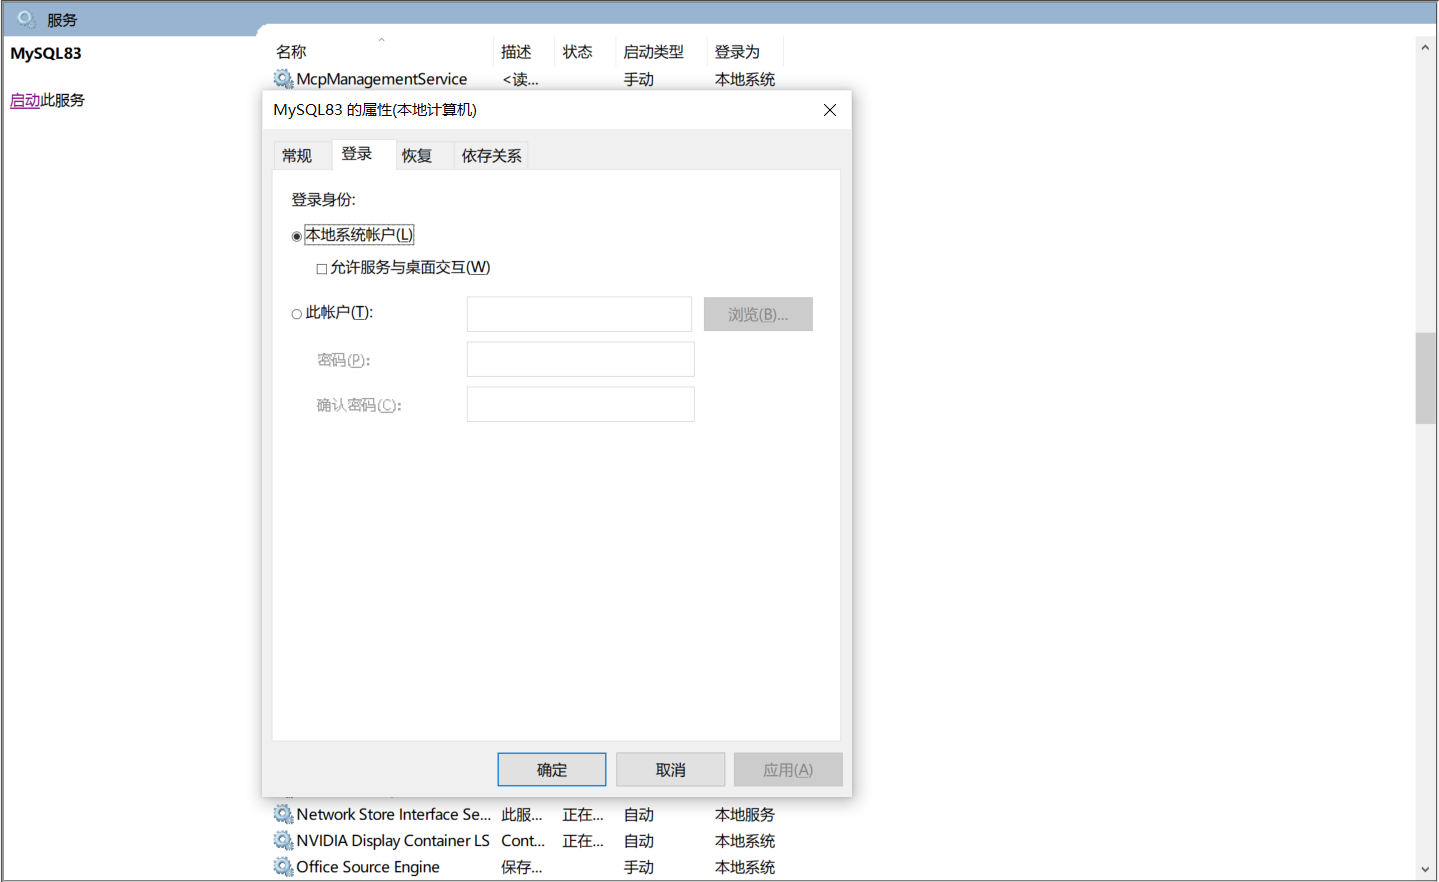 服务
MySQL83
启动此服务
名称 描述 状态 启动类型 登录为
McpManagementService <读... 手动 本地系统
MySQL83 的属性(本地计算机)
常规 登录 恢复 依存关系
登录身份:
本地系统帐户(L)
允许服务与桌面交互(W)
此帐户(T):
浏览(B)...
密码(P):
确认密码(C):
确定 取消 应用(A)
Network Store Interface Se... 此服... 正在... 自动 本地服务
NVIDIA Display Container LS Cont... 正在... 自动 本地系统
Office Source Engine 保存... 手动 本地系统